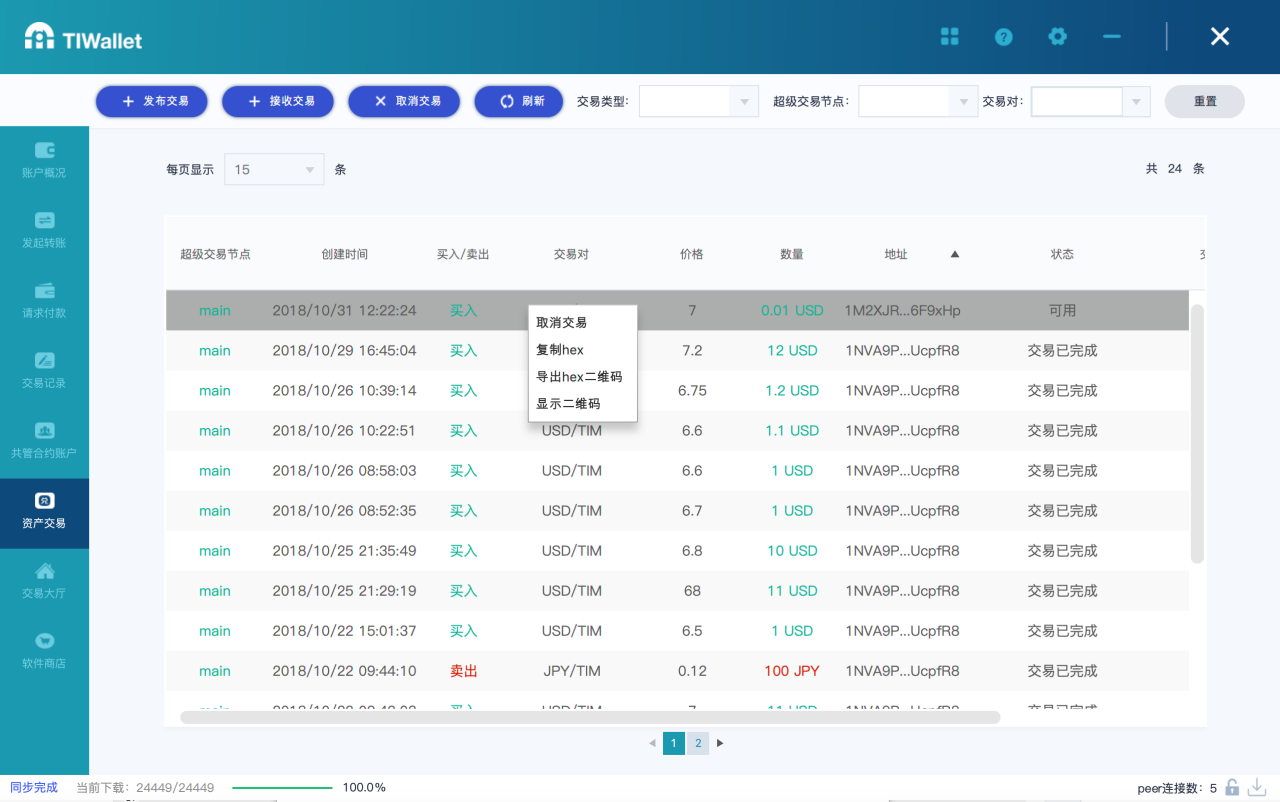 TIWallet
发布交易 接收交易 取消交易 刷新 交易类型: 超级交易节点: 交易对: 重置
账户概况
发起转账
请求付款
交易记录
共管合约账户
资产交易
交易大厅
软件商店
每页显示 15 条 共 24 条
超级交易节点 创建时间 买入/卖出 交易对 价格 数量 地址 ▲ 状态
main 2018/10/31 12:22:24 买入 7 0.01 USD 1M2XJR...6F9xHp 可用
取消交易
复制hex
导出hex二维码
显示二维码
main 2018/10/29 16:45:04 买入 7.2 12 USD 1NVA9P...UcpfR8 交易已完成
main 2018/10/26 10:39:14 买入 6.75 1.2 USD 1NVA9P...UcpfR8 交易已完成
main 2018/10/26 10:22:51 买入 USD/TIM 6.6 1.1 USD 1NVA9P...UcpfR8 交易已完成
main 2018/10/26 08:58:03 买入 USD/TIM 6.6 1 USD 1NVA9P...UcpfR8 交易已完成
main 2018/10/26 08:52:35 买入 USD/TIM 6.7 1 USD 1NVA9P...UcpfR8 交易已完成
main 2018/10/25 21:35:49 买入 USD/TIM 6.8 10 USD 1NVA9P...UcpfR8 交易已完成
main 2018/10/25 21:29:19 买入 USD/TIM 68 11 USD 1NVA9P...UcpfR8 交易已完成
main 2018/10/22 15:01:37 买入 USD/TIM 6.5 1 USD 1NVA9P...UcpfR8 交易已完成
main 2018/10/22 09:44:10 卖出 JPY/TIM 0.12 100 JPY 1NVA9P...UcpfR8 交易已完成
1 2
同步完成 当前下载: 24449/24449 100.0% peer连接数: 5